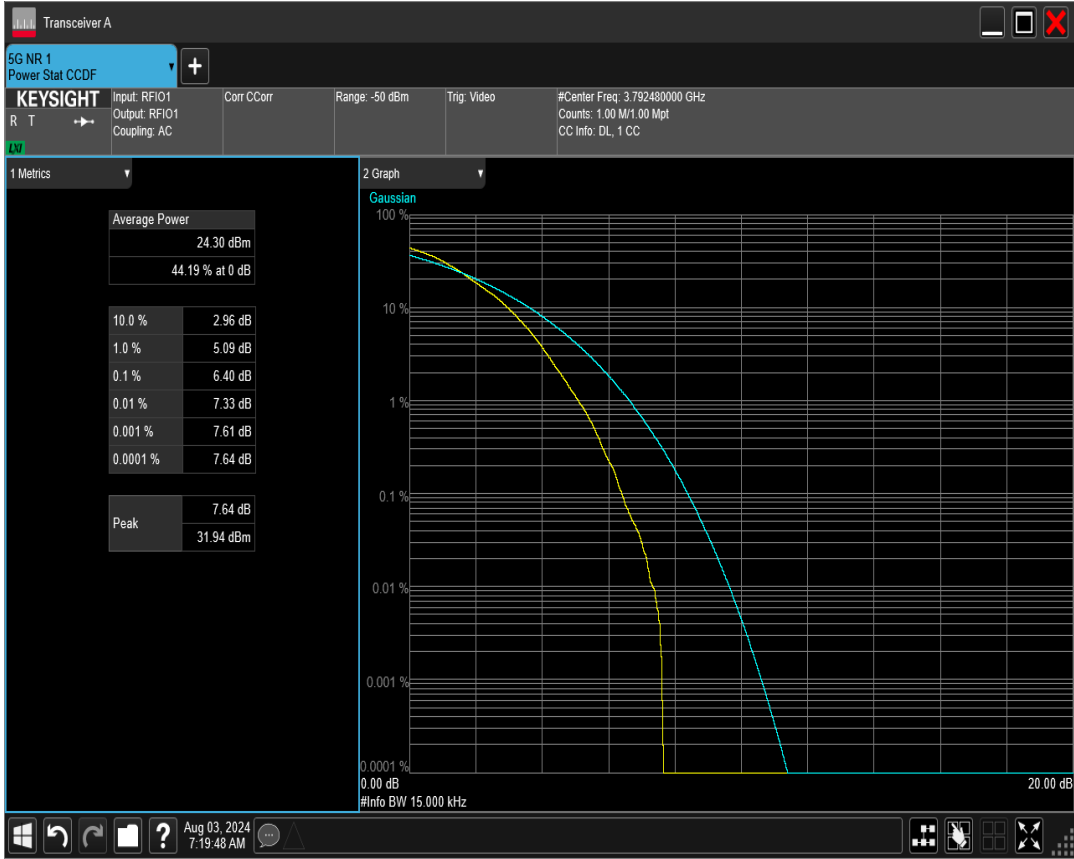 Transceiver A
5G NR 1
Power Stat CCDF
KEYSIGHT
R T
LXI
Input: RFIO1
Output: RFIO1
Coupling: AC
Corr CCorr
Range: -50 dBm
Trig: Video
#Center Freq: 3.792480000 GHz
Counts: 1.00 M/1.00 Mpt
CC Info: DL, 1 CC
1 Metrics
Average Power
24.30 dBm
44.19 % at 0 dB
10.0 % 2.96 dB
1.0 % 5.09 dB
0.1 % 6.40 dB
0.01 % 7.33 dB
0.001 % 7.61 dB
0.0001 % 7.64 dB
Peak
7.64 dB
31.94 dBm
2 Graph
Gaussian
100 %
10 %
1 %
0.1 %
0.01 %
0.001 %
0.0001 %
0.00 dB 20.00 dB
#Info BW 15.000 kHz
?
Aug 03, 2024
7:19:48 AM